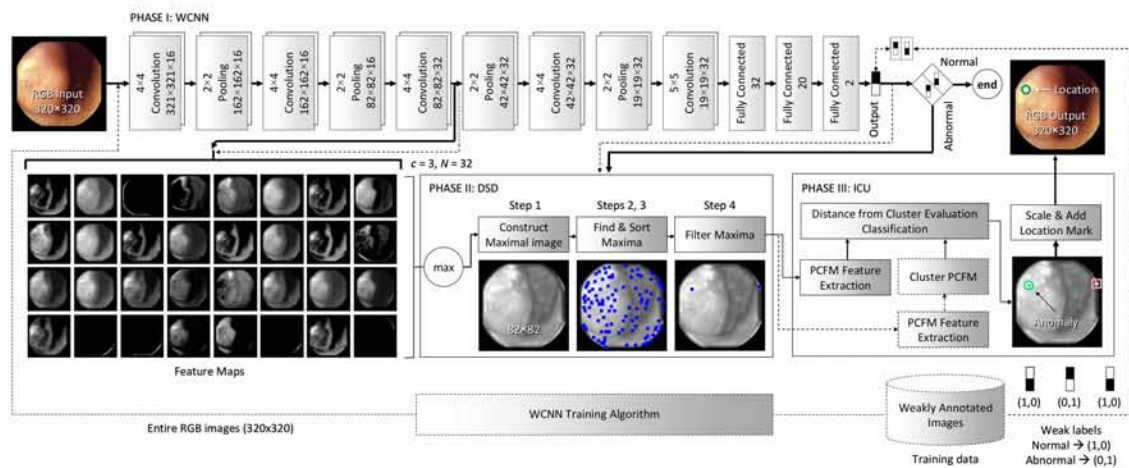 PHASE I: WCNN
RGB Input
320×320
4×4
Convolution
321×321×16
2×2
Pooling
162×162×16
4×4
Convolution
162×162×16
2×2
Pooling
82×82×16
4×4
Convolution
82×82×32
2×2
Pooling
42×42×32
4×4
Convolution
42×42×32
2×2
Pooling
19×19×32
5×5
Convolution
19×19×32
Fully Connected
32
Fully Connected
20
Fully Connected
2
Output
Normal
Abnormal
end
Location
RGB Output
320×320
c = 3, N = 32
Feature Maps
PHASE II: DSD
max
Step 1
Construct
Maximal image
82×82
Steps 2, 3
Find & Sort
Maxima
Step 4
Filter Maxima
PHASE III: ICU
Distance from Cluster Evaluation
Classification
PCFM Feature
Extraction
Cluster PCFM
PCFM Feature
Extraction
Scale & Add
Location Mark
Anomaly
Entire RGB images (320x320)
WCNN Training Algorithm
Weakly Annotated
Images
Training data
(1,0) (0,1) (1,0)
Weak labels
Normal → (1,0)
Abnormal → (0,1)